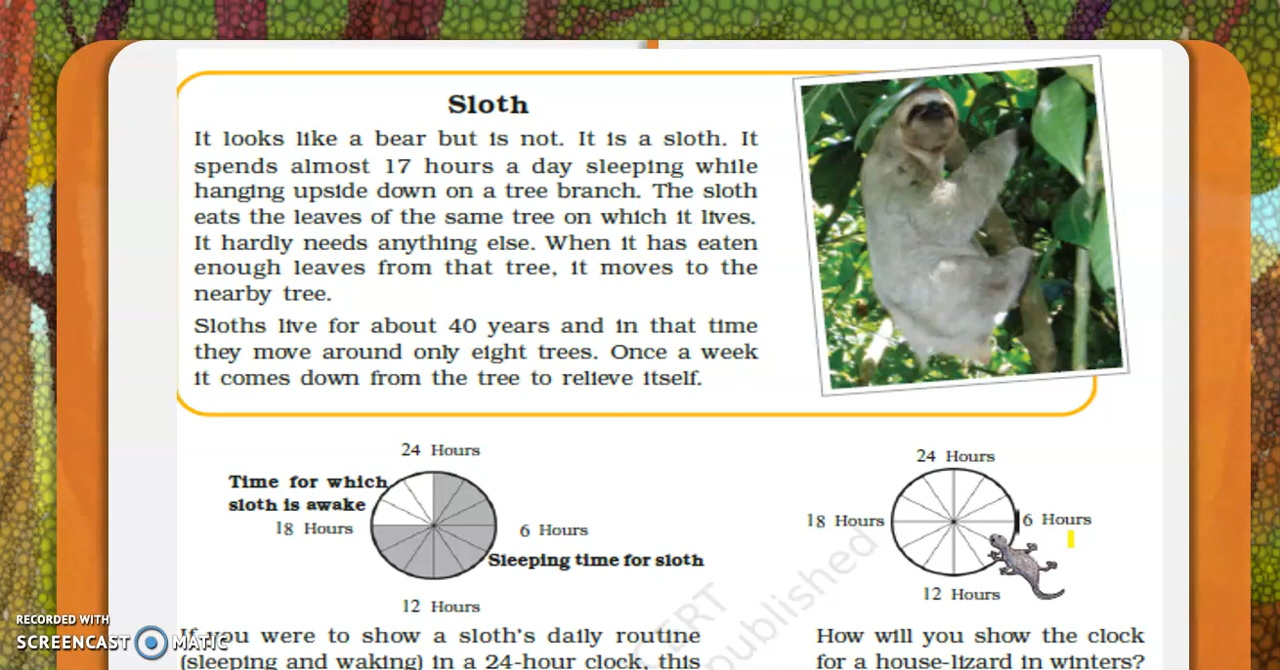 Sloth
It looks like a bear but is not. It is a sloth. It
spends almost 17 hours a day sleeping while
hanging upside down on a tree branch. The sloth
eats the leaves of the same tree on which it lives.
It hardly needs anything else. When it has eaten
enough leaves from that tree, it moves to the
nearby tree.
Sloths live for about 40 years and in that time
they move around only eight trees. Once a week
it comes down from the tree to relieve itself.
24 Hours
Time for which
sloth is awake
18 Hours
6 Hours
Sleeping time for sloth
12 Hours
24 Hours
18 Hours
6 Hours
12 Hours
If you were to show a sloth's daily routine
(sleeping and waking) in a 24-hour clock, this
How will you show the clock
for a house-lizard in winters?
published
RECORDED WITH
SCREENCAST MATIC